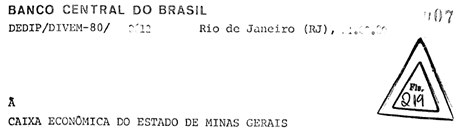 BANCO CENTRAL DO BRASIL
DEDIP/DIVEM-80/ Rio de Janeiro (RJ),
Fls.
219
À
CAIXA ECONÔMICA DO ESTADO DE MINAS GERAIS